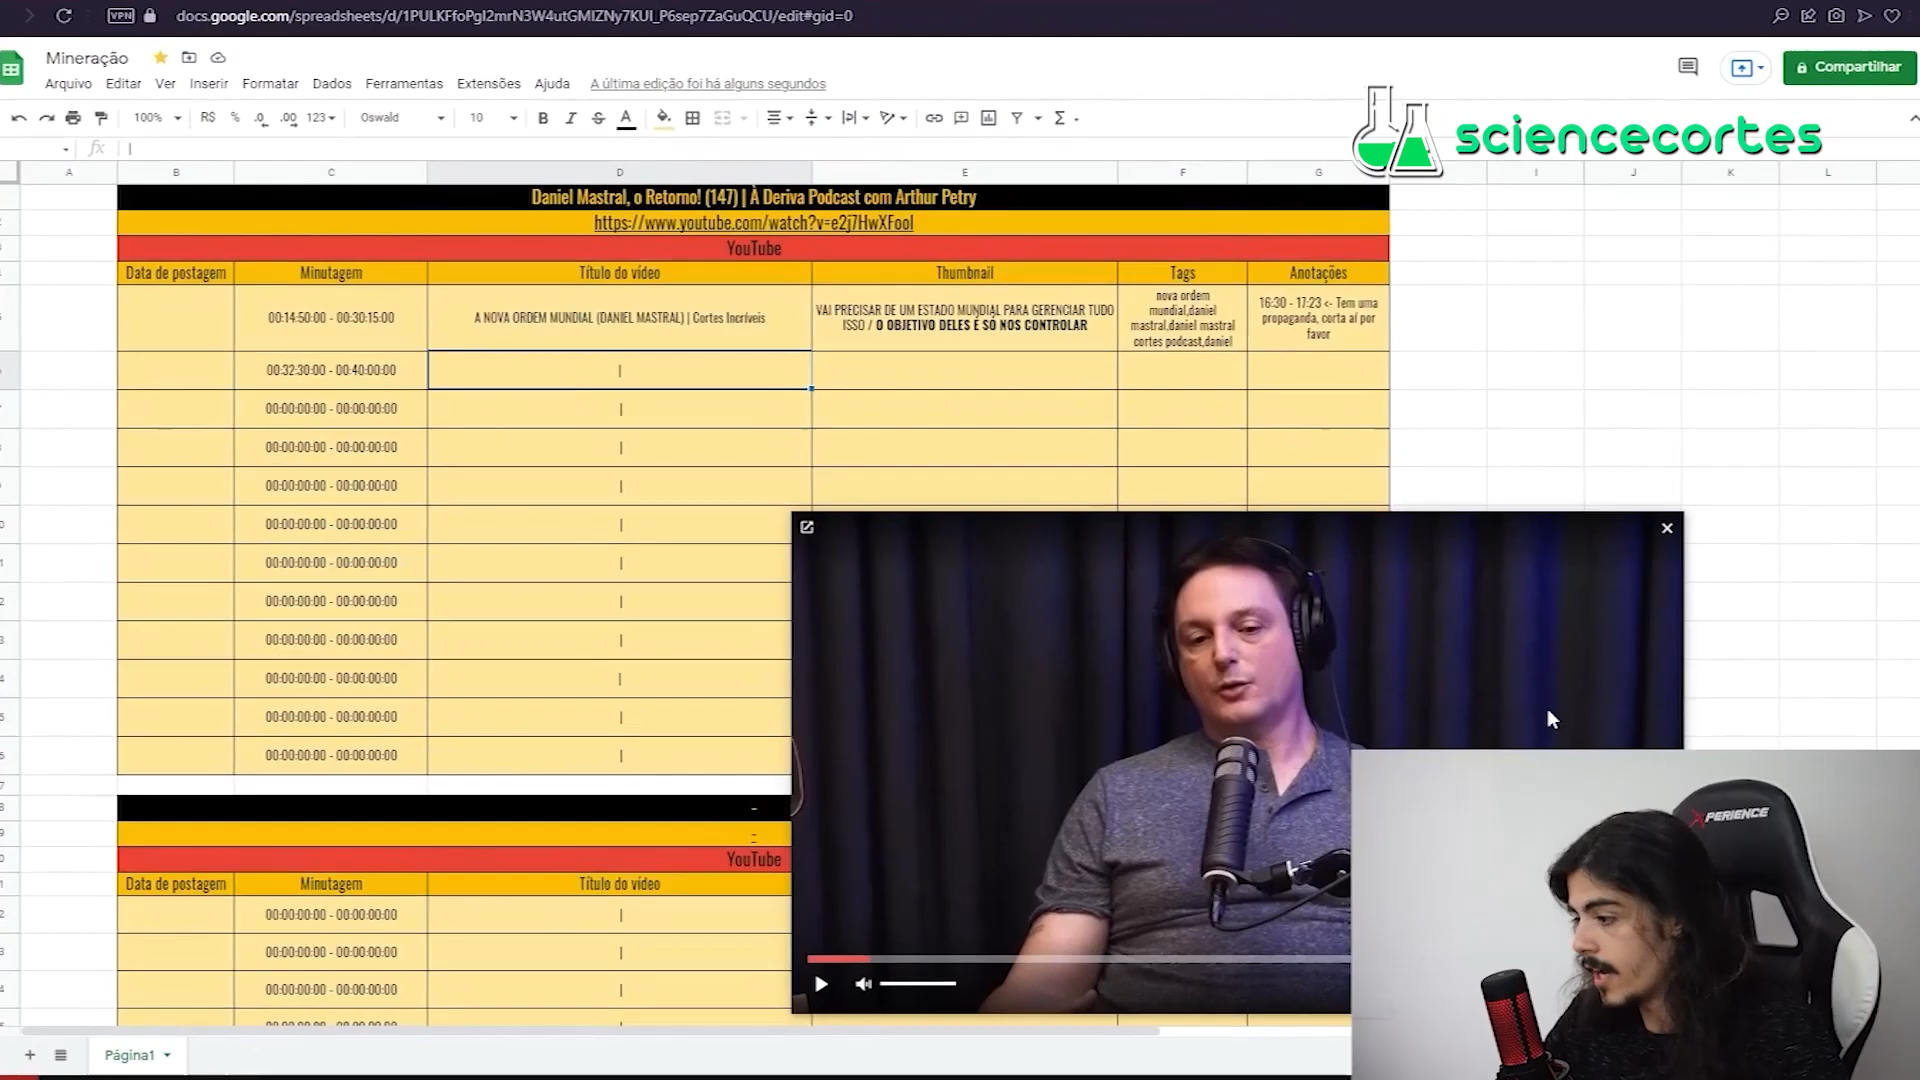 VPN
docs.google.com/spreadsheets/d/1PULKFfoPgI2mrN3W4utGMIZNy7KUI_P6sep7ZaGuQCU/edit#gid=0
Mineração
Arquivo Editar Ver Inserir Formatar Dados Ferramentas Extensões Ajuda A última edição foi há alguns segundos
Compartilhar
100% R$ % .0 .00 123 Oswald 10 B I S A
sciencecortes
fx |
A B C D E F G I J K L
Daniel Mastral, o Retorno! (147) | À Deriva Podcast com Arthur Petry
https://www.youtube.com/watch?v=e2j7HwXFooI
YouTube
Data de postagem Minutagem Título do vídeo Thumbnail Tags Anotações
00:14:50:00 - 00:30:15:00
A NOVA ORDEM MUNDIAL (DANIEL MASTRAL) | Cortes Incríveis
VAI PRECISAR DE UM ESTADO MUNDIAL PARA GERENCIAR TUDO
ISSO / O OBJETIVO DELES É SÓ NOS CONTROLAR
nova ordem
mundial,daniel
mastral,daniel mastral
cortes podcast,daniel
16:30 - 17:23 <- Tem uma
propaganda, corta aí por
favor
00:32:30:00 - 00:40:00:00 |
00:00:00:00 - 00:00:00:00 |
00:00:00:00 - 00:00:00:00 |
00:00:00:00 - 00:00:00:00 |
00:00:00:00 - 00:00:00:00 |
00:00:00:00 - 00:00:00:00 |
00:00:00:00 - 00:00:00:00 |
00:00:00:00 - 00:00:00:00 |
00:00:00:00 - 00:00:00:00 |
00:00:00:00 - 00:00:00:00 |
00:00:00:00 - 00:00:00:00 |
-
-
YouTube
Data de postagem Minutagem Título do vídeo
00:00:00:00 - 00:00:00:00 |
00:00:00:00 - 00:00:00:00 |
00:00:00:00 - 00:00:00:00 |
XPERIENCE
Página1